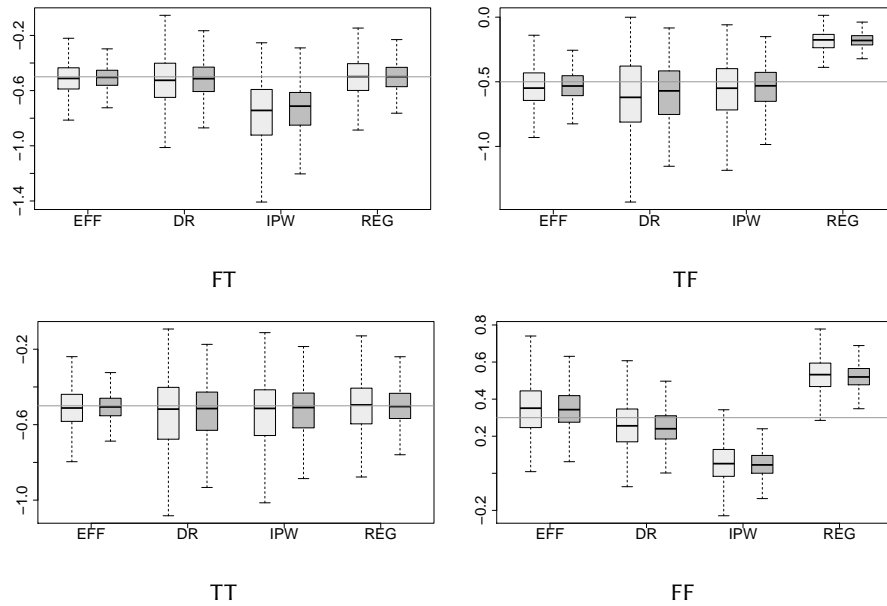 -0.2
-0.6
-1.0
-1.4
EFF DR IPW REG
FT
0.0
-0.5
-1.0
EFF DR IPW REG
TF
-0.2
-0.6
-1.0
EFF DR IPW REG
TT
0.8
0.6
0.4
0.2
-0.2
EFF DR IPW REG
FF